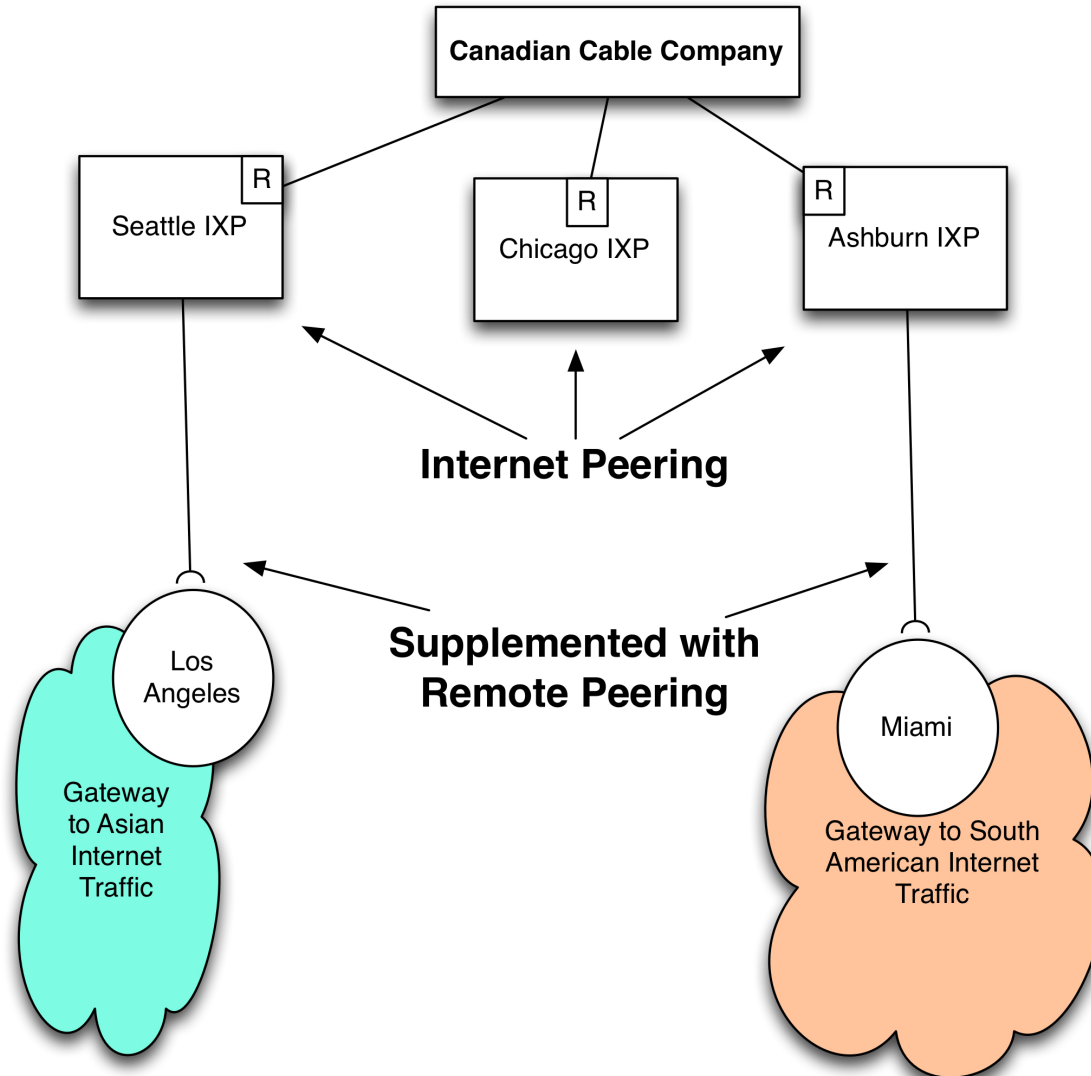 Canadian Cable Company
R
Seattle IXP
R
Chicago IXP
R
Ashburn IXP
Internet Peering
Supplemented with
Remote Peering
Los
Angeles
Gateway
to Asian
Internet
Traffic
Miami
Gateway to South
American Internet
Traffic